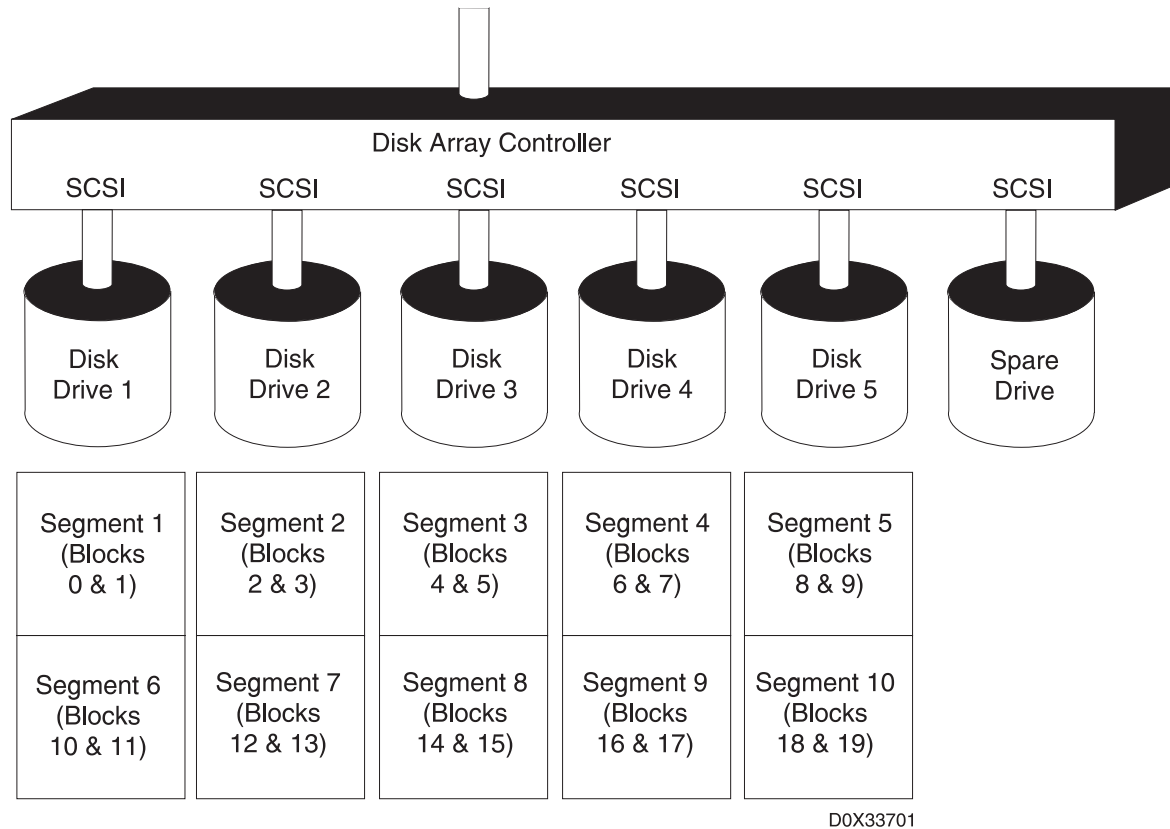 Disk Array Controller
SCSI SCSI SCSI SCSI SCSI SCSI
Disk
Drive 1
Disk
Drive 2
Disk
Drive 3
Disk
Drive 4
Disk
Drive 5
Spare
Drive
Segment 1
(Blocks
0 & 1)
Segment 2
(Blocks
2 & 3)
Segment 3
(Blocks
4 & 5)
Segment 4
(Blocks
6 & 7)
Segment 5
(Blocks
8 & 9)
Segment 6
(Blocks
10 & 11)
Segment 7
(Blocks
12 & 13)
Segment 8
(Blocks
14 & 15)
Segment 9
(Blocks
16 & 17)
Segment 10
(Blocks
18 & 19)
D0X33701